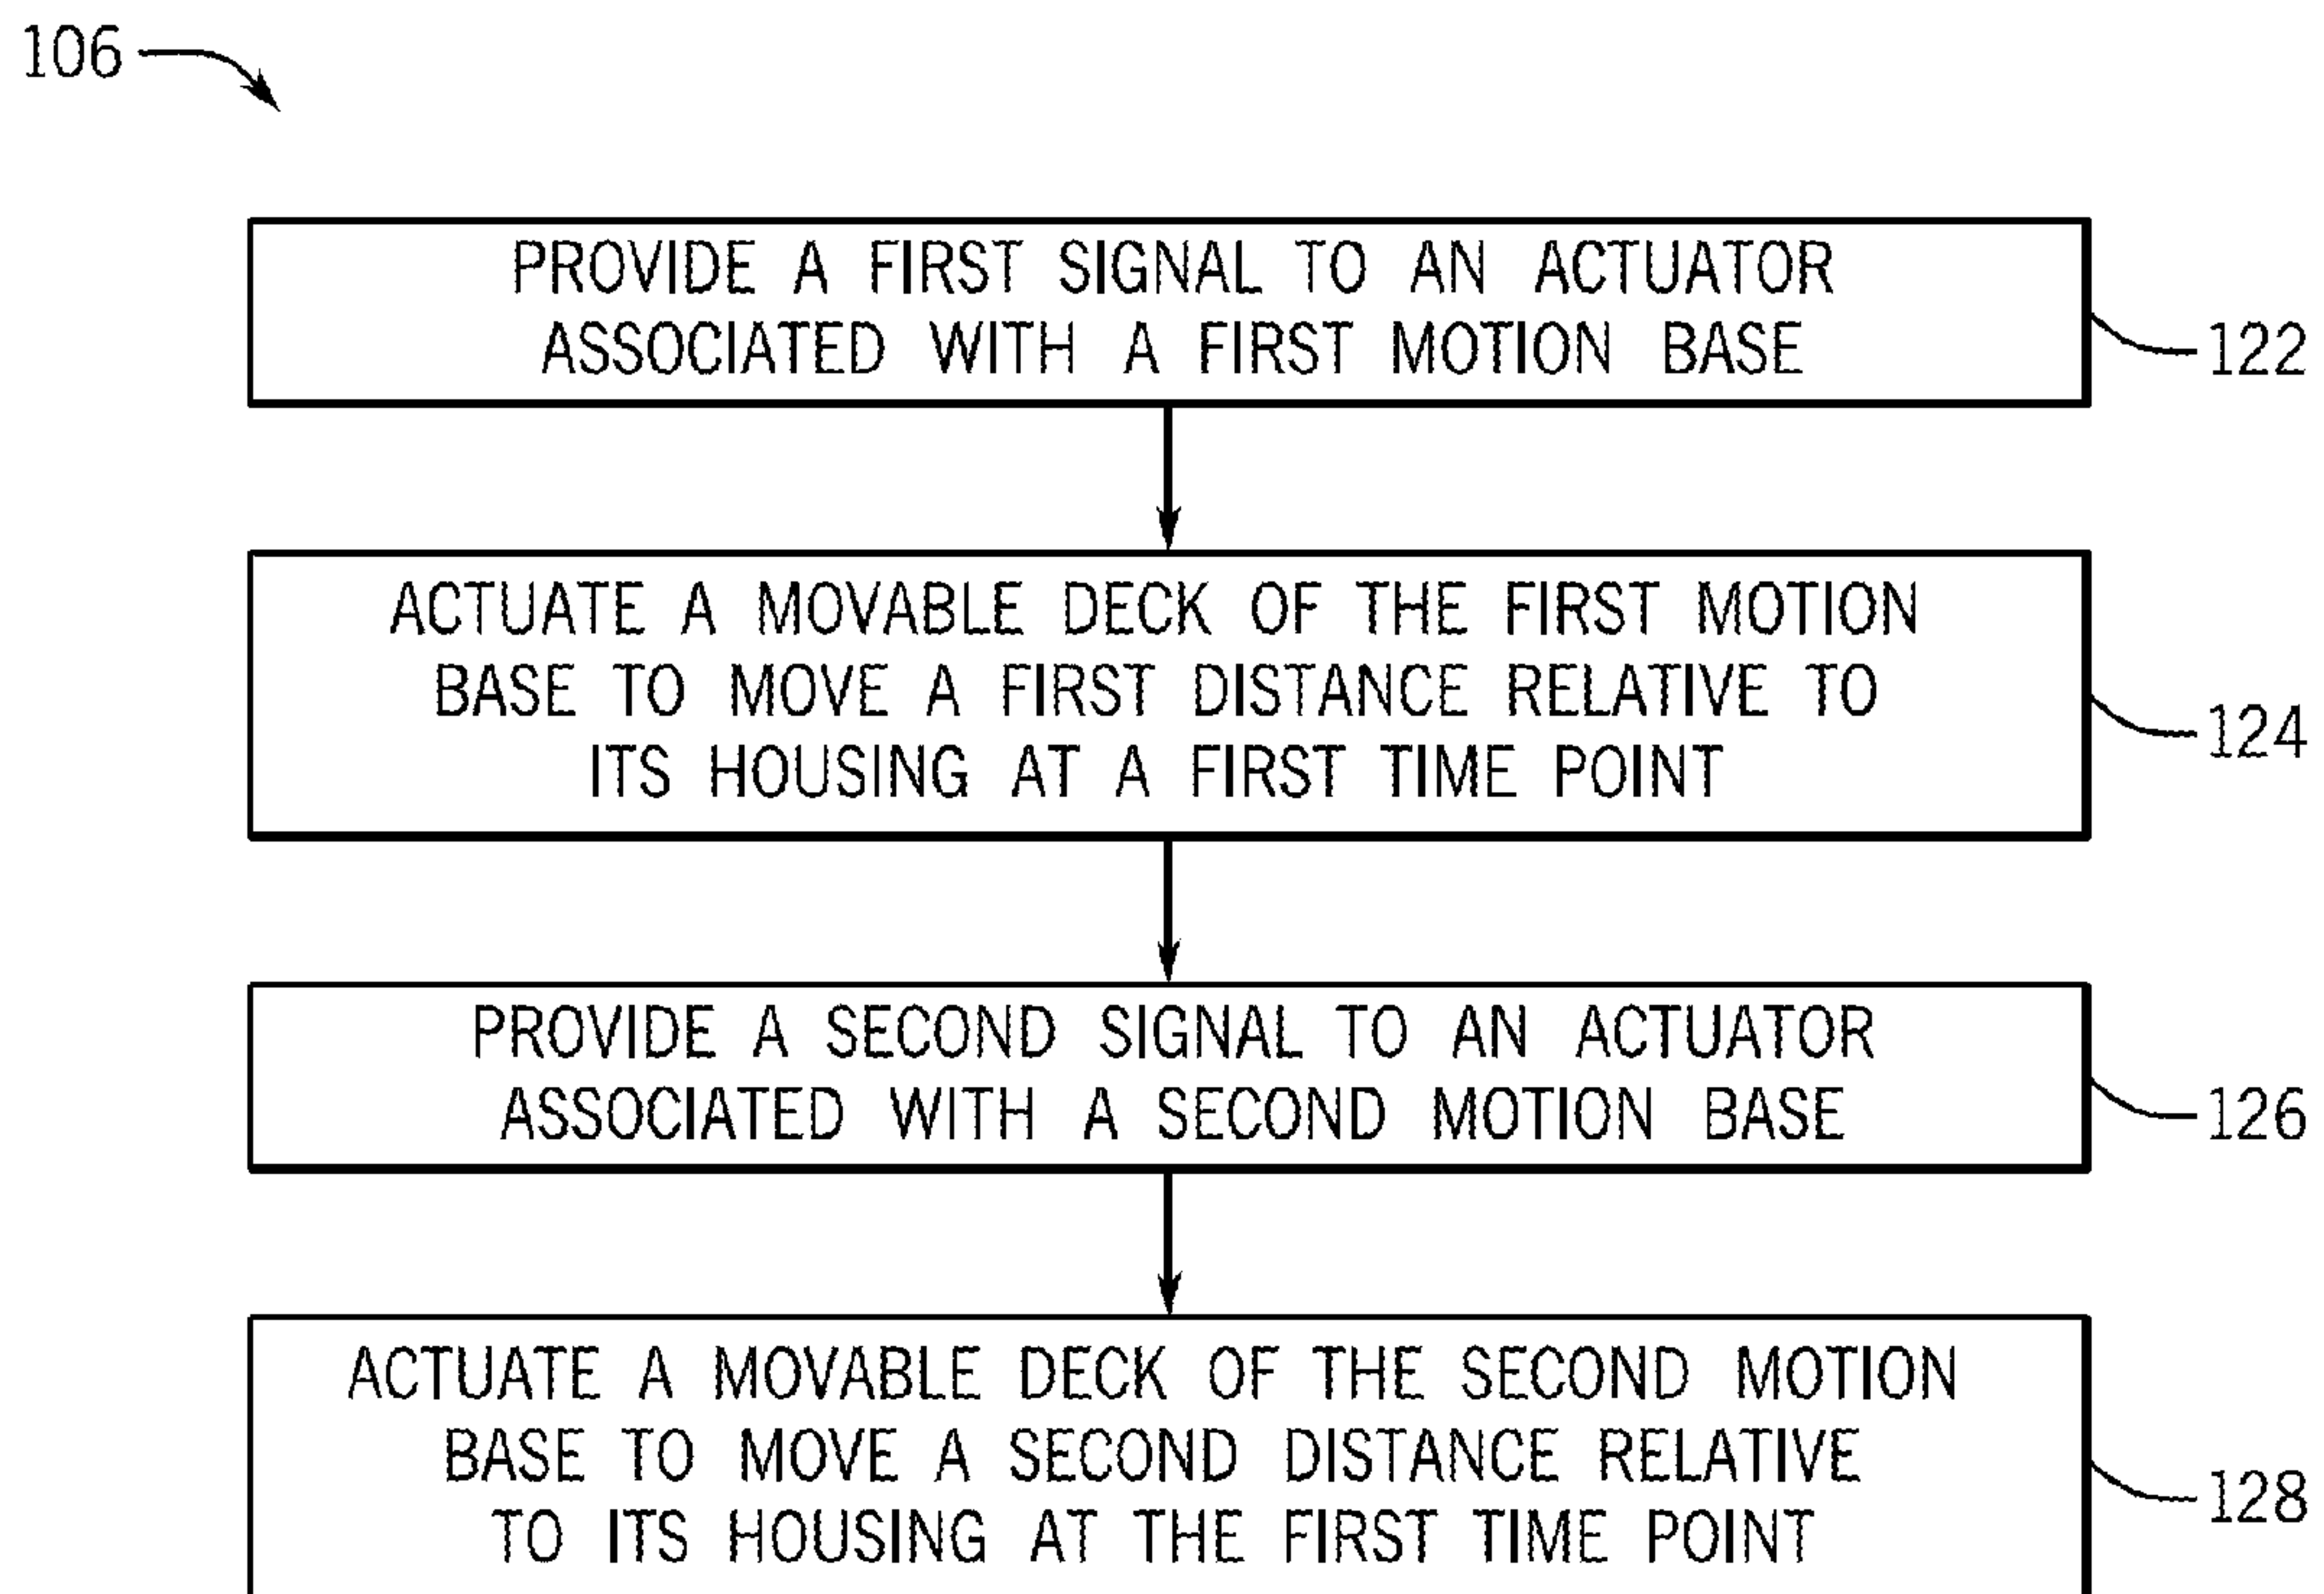 106
PROVIDE A FIRST SIGNAL TO AN ACTUATOR
ASSOCIATED WITH A FIRST MOTION BASE
122
ACTUATE A MOVABLE DECK OF THE FIRST MOTION
BASE TO MOVE A FIRST DISTANCE RELATIVE TO
ITS HOUSING AT A FIRST TIME POINT
124
PROVIDE A SECOND SIGNAL TO AN ACTUATOR
ASSOCIATED WITH A SECOND MOTION BASE
126
ACTUATE A MOVABLE DECK OF THE SECOND MOTION
BASE TO MOVE A SECOND DISTANCE RELATIVE
TO ITS HOUSING AT THE FIRST TIME POINT
128